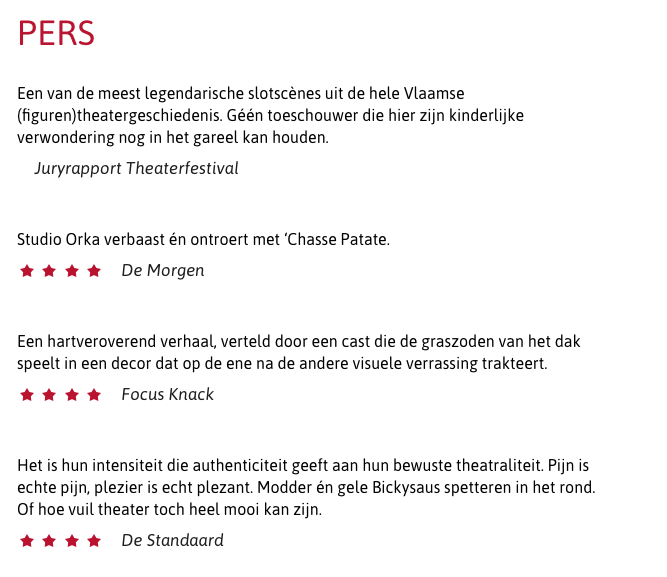 PERS
Een van de meest legendarische slotscènes uit de hele Vlaamse
(figuren)theatergeschiedenis. Géén toeschouwer die hier zijn kinderlijke
verwondering nog in het gareel kan houden.
Juryrapport Theaterfestival
Studio Orka verbaast én ontroert met ‘Chasse Patate.
★ ★ ★ ★ De Morgen
Een hartveroverend verhaal, verteld door een cast die de graszoden van het dak
speelt in een decor dat op de ene na de andere visuele verrassing trakteert.
★ ★ ★ ★ Focus Knack
Het is hun intensiteit die authenticiteit geeft aan hun bewuste theatraliteit. Pijn is
echte pijn, plezier is echt plezant. Modder én gele Bickysaus spetteren in het rond.
Of hoe vuil theater toch heel mooi kan zijn.
★ ★ ★ ★ De Standaard